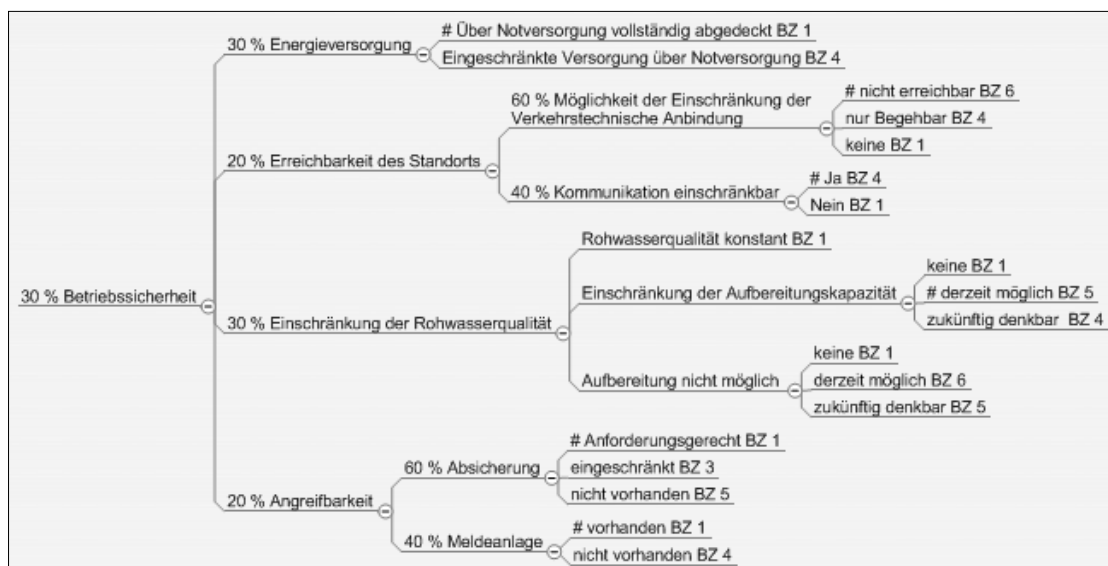 # Über Notversorgung vollständig abgedeckt BZ 1
30 % Energieversorgung
Eingeschränkte Versorgung über Notversorgung BZ 4
60 % Möglichkeit der Einschränkung der
Verkehrstechnische Anbindung
# nicht erreichbar BZ 6
nur Begehbar BZ 4
keine BZ 1
20 % Erreichbarkeit des Standorts
40 % Kommunikation einschränkbar
# Ja BZ 4
Nein BZ 1
30 % Betriebssicherheit
Rohwasserqualität konstant BZ 1
30 % Einschränkung der Rohwasserqualität
Einschränkung der Aufbereitungskapazität
keine BZ 1
# derzeit möglich BZ 5
zukünftig denkbar BZ 4
Aufbereitung nicht möglich
keine BZ 1
derzeit möglich BZ 6
zukünftig denkbar BZ 5
20 % Angreifbarkeit
60 % Absicherung
# Anforderungsgerecht BZ 1
eingeschränkt BZ 3
nicht vorhanden BZ 5
40 % Meldeanlage
# vorhanden BZ 1
nicht vorhanden BZ 4